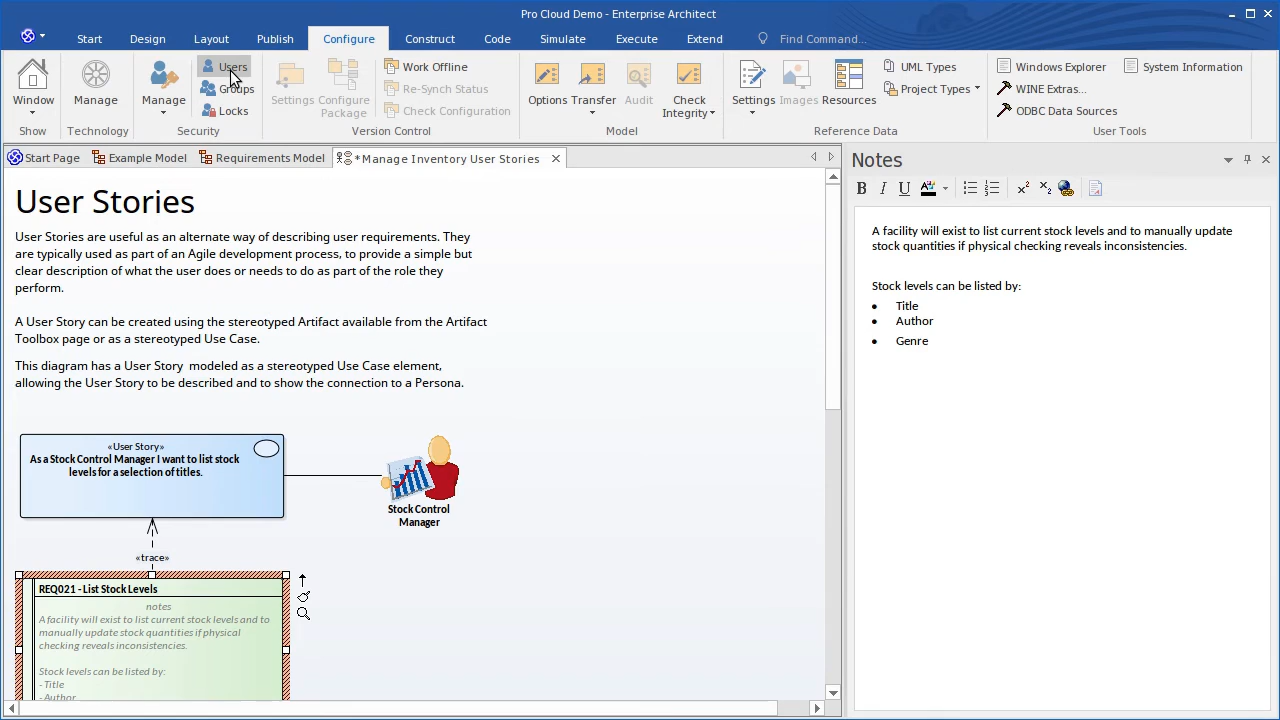 Pro Cloud Demo - Enterprise Architect
Start Design Layout Publish Configure Construct Code Simulate Execute Extend Find Command...
Window Manage Manage Users Groups Locks Settings Configure Package Work Offline Re-Synch Status Check Configuration Options Transfer Audit Check Integrity Settings Images Resources UML Types Project Types Windows Explorer WINE Extras... ODBC Data Sources System Information
Show Technology Security Version Control Model Reference Data User Tools
Start Page Example Model Requirements Model *Manage Inventory User Stories
User Stories
User Stories are useful as an alternate way of describing user requirements. They
are typically used as part of an Agile development process, to provide a simple but
clear description of what the user does or needs to do as part of the role they
perform.
A User Story can be created using the stereotyped Artifact available from the Artifact
Toolbox page or as a stereotyped Use Case.
This diagram has a User Story  modeled as a stereotyped Use Case element,
allowing the User Story to be described and to show the connection to a Persona.
«User Story»
As a Stock Control Manager I want to list stock
levels for a selection of titles.
Stock Control
Manager
«trace»
REQ021 - List Stock Levels
notes
A facility will exist to list current stock levels and to
manually update stock quantities if physical
checking reveals inconsistencies.
Stock levels can be listed by:
- Title
- Author
Notes
B I U
A facility will exist to list current stock levels and to manually update
stock quantities if physical checking reveals inconsistencies.
Stock levels can be listed by:
• Title
• Author
• Genre